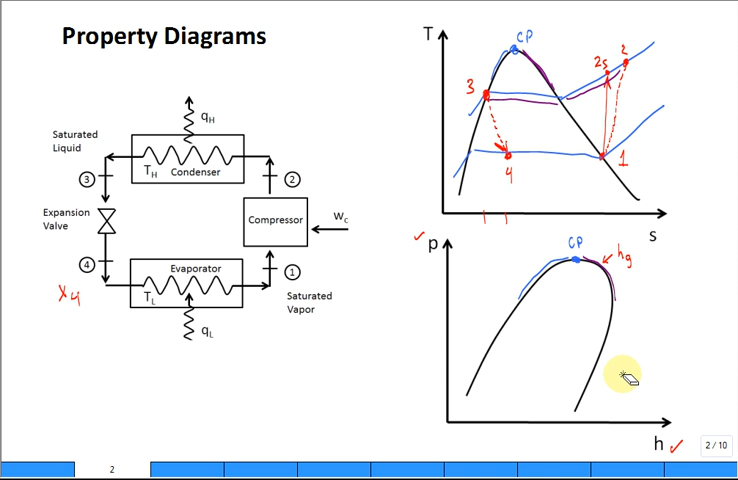 Property Diagrams
qH
Saturated
Liquid
TH
Condenser
3
2
Expansion
Valve
Compressor
wc
4
Evaporator
1
x4
TL
Saturated
Vapor
qL
T
CP
2s
2
3
4
1
s
p
CP
hg
h
2 / 10
2